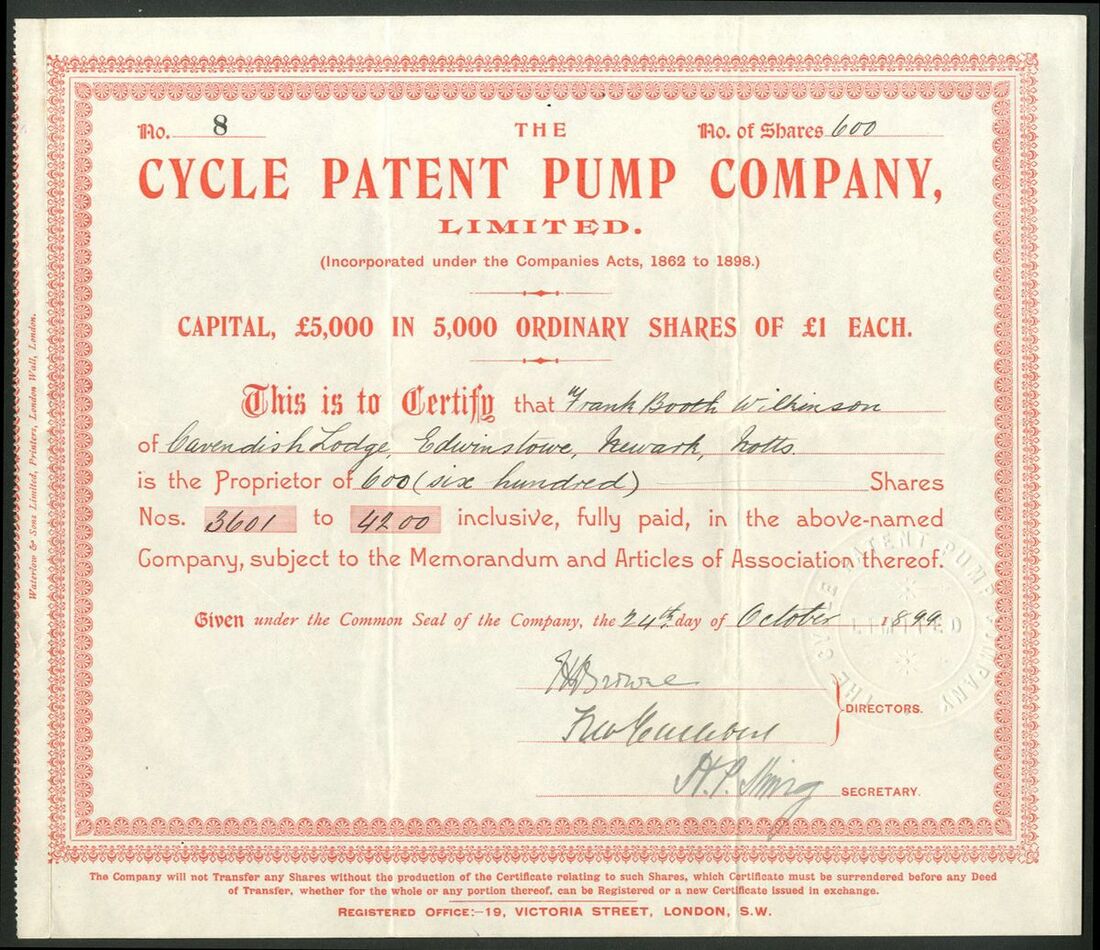 No. 8 THE No. of Shares 600
CYCLE PATENT PUMP COMPANY,
LIMITED.
(Incorporated under the Companies Acts, 1862 to 1898.)
CAPITAL, £5,000 IN 5,000 ORDINARY SHARES OF £1 EACH.
This is to Certify that Frank Booth Wilkinson
of Cavendish Lodge, Edwinstowe, Newark, Notts.
is the Proprietor of 600 (six hundred) Shares
Nos. 3601 to 4200 inclusive, fully paid, in the above-named
Company, subject to the Memorandum and Articles of Association thereof.
Given under the Common Seal of the Company, the 24th day of October 1899
THE CYCLE PATENT PUMP COMPANY
LIMITED
Browne
DIRECTORS.
H.P.
SECRETARY.
The Company will not Transfer any Shares without the production of the Certificate relating to such Shares, which Certificate must be surrendered before any Deed
of Transfer, whether for the whole or any portion thereof, can be Registered or a new Certificate issued in exchange.
REGISTERED OFFICE:—19, VICTORIA STREET, LONDON, S.W.
Waterlow & Sons Limited, Printers, London Wall, London.